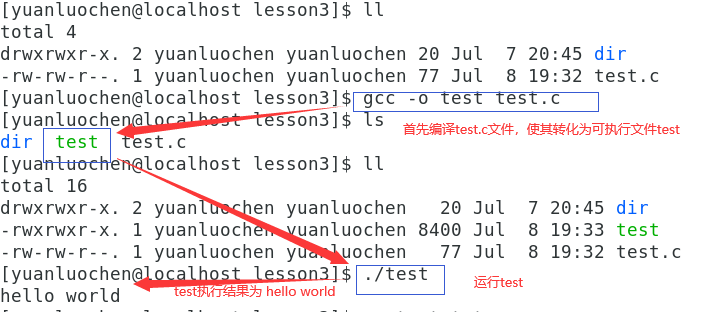 [yuanluochen@localhost lesson3]$ ll
total 4
drwxrwxr-x. 2 yuanluochen yuanluochen 20 Jul  7 20:45 dir
-rw-rw-r--. 1 yuanluochen yuanluochen 77 Jul  8 19:32 test.c
[yuanluochen@localhost lesson3]$ gcc -o test test.c
[yuanluochen@localhost lesson3]$ ls
首先编译test.c文件，使其转化为可执行文件test
dir  test  test.c
[yuanluochen@localhost lesson3]$ ll
total 16
drwxrwxr-x. 2 yuanluochen yuanluochen   20 Jul  7 20:45 dir
-rwxrwxr-x. 1 yuanluochen yuanluochen 8400 Jul  8 19:33 test
-rw-rw-r--. 1 yuanluochen yuanluochen   77 Jul  8 19:32 test.c
[yuanluochen@localhost lesson3]$ ./test
运行test
hello world
test执行结果为 hello world